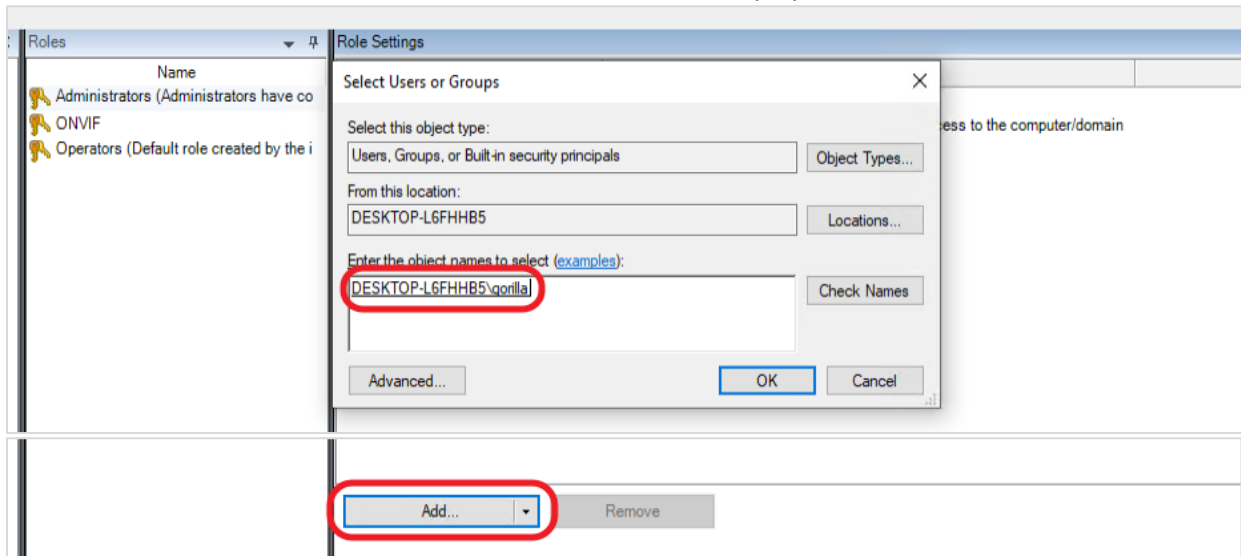 Roles
Role Settings
Name
Administrators (Administrators have co
ONVIF
Operators (Default role created by the i
Select Users or Groups
Select this object type:
Users, Groups, or Built-in security principals
Object Types...
From this location:
DESKTOP-L6FHHB5
Locations...
Enter the object names to select (examples):
DESKTOP-L6FHHB5\gorilla
Check Names
Advanced...
OK
Cancel
cess to the computer/domain
Add...
Remove